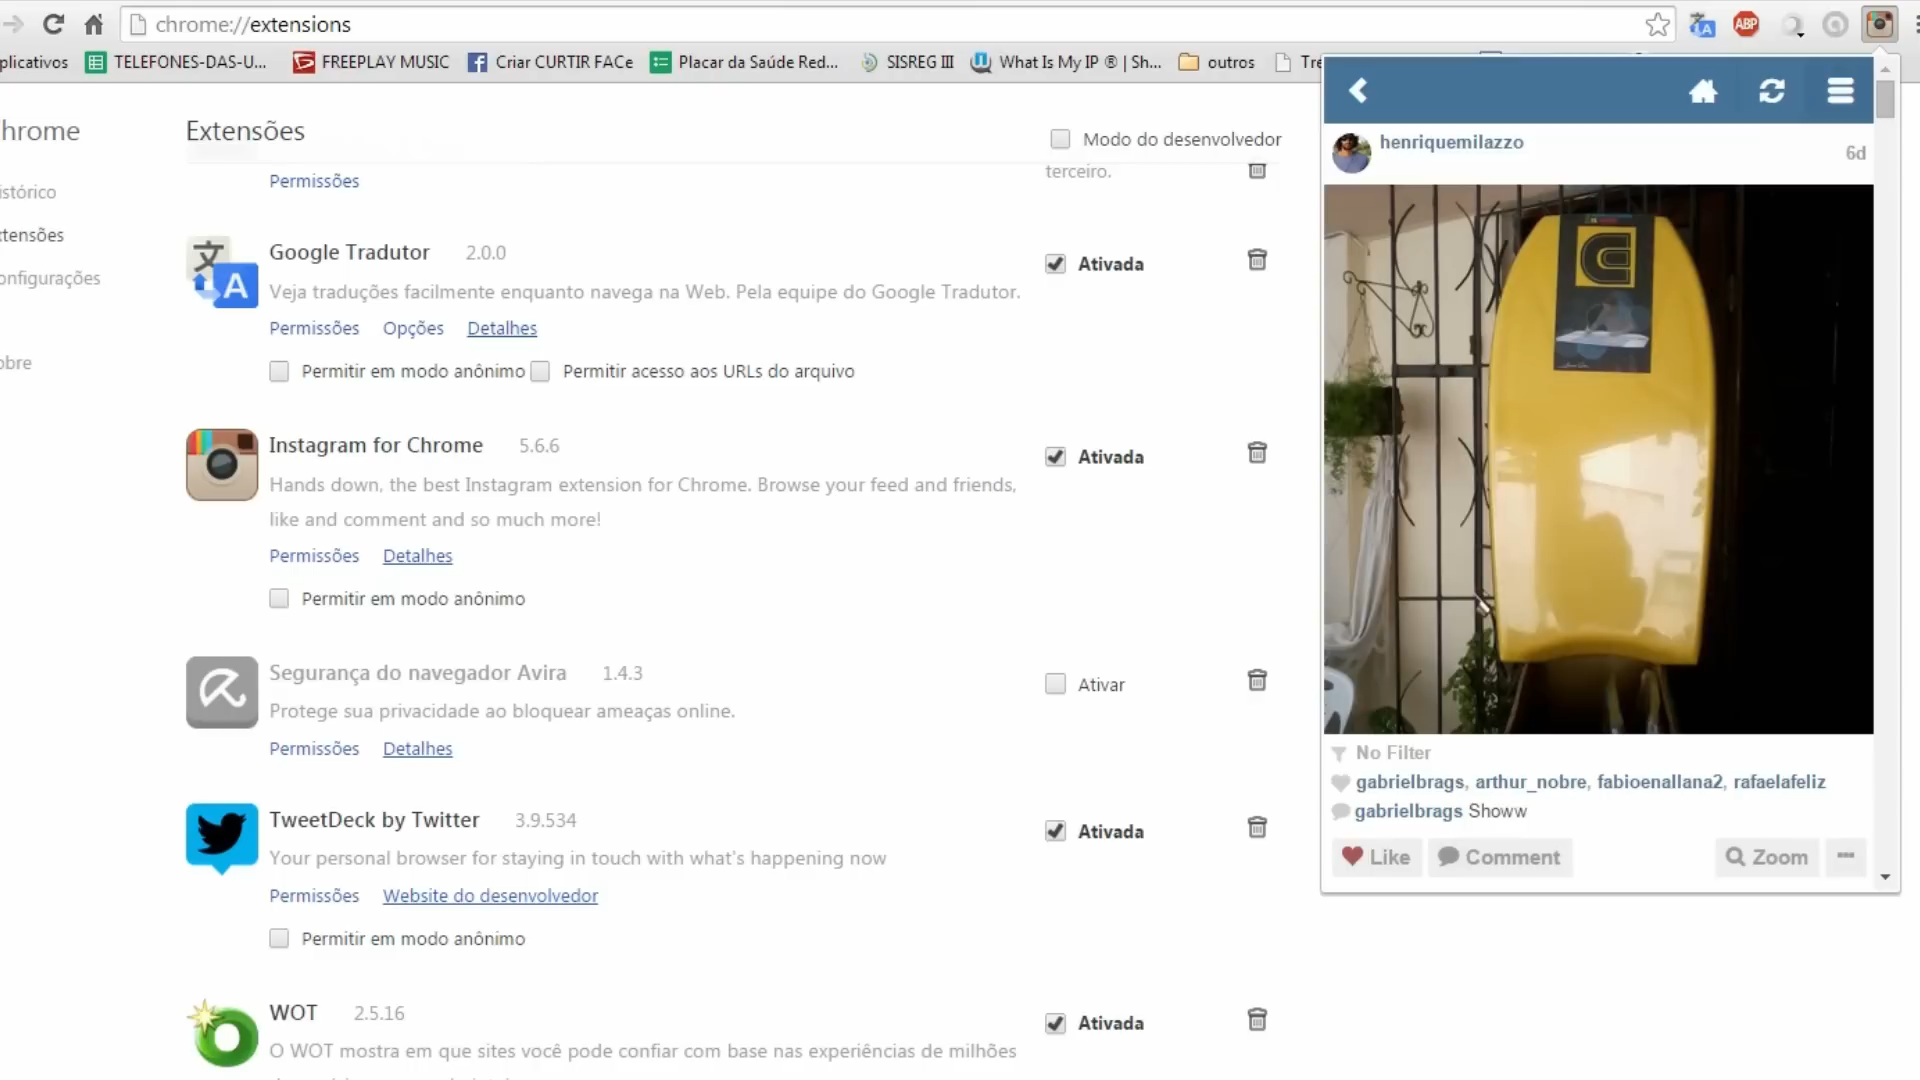 chrome://extensions
plicativos TELEFONES-DAS-U... FREEPLAY MUSIC Criar CURTIR FACe Placar da Saúde Red... SISREG III What Is My IP ® | Sh... outros Tre
ABP
hrome
istórico
xtensões
onfigurações
obre
Extensões
Modo do desenvolvedor
Permissões
terceiro.
Google Tradutor 2.0.0
Ativada
Veja traduções facilmente enquanto navega na Web. Pela equipe do Google Tradutor.
Permissões Opções Detalhes
Permitir em modo anônimo Permitir acesso aos URLs do arquivo
Instagram for Chrome 5.6.6
Ativada
Hands down, the best Instagram extension for Chrome. Browse your feed and friends,
like and comment and so much more!
Permissões Detalhes
Permitir em modo anônimo
Segurança do navegador Avira 1.4.3
Ativar
Protege sua privacidade ao bloquear ameaças online.
Permissões Detalhes
TweetDeck by Twitter 3.9.534
Ativada
Your personal browser for staying in touch with what's happening now
Permissões Website do desenvolvedor
Permitir em modo anônimo
WOT 2.5.16
Ativada
O WOT mostra em que sites você pode confiar com base nas experiências de milhões
henriquemilazzo
6d
No Filter
gabrielbrags, arthur_nobre, fabioenallana2, rafaelafeliz
gabrielbrags Showw
Like Comment Zoom